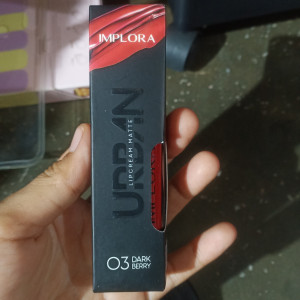 IMPLORA
URBAN
LIPCREAM MATTE
03 DARK
BERRY